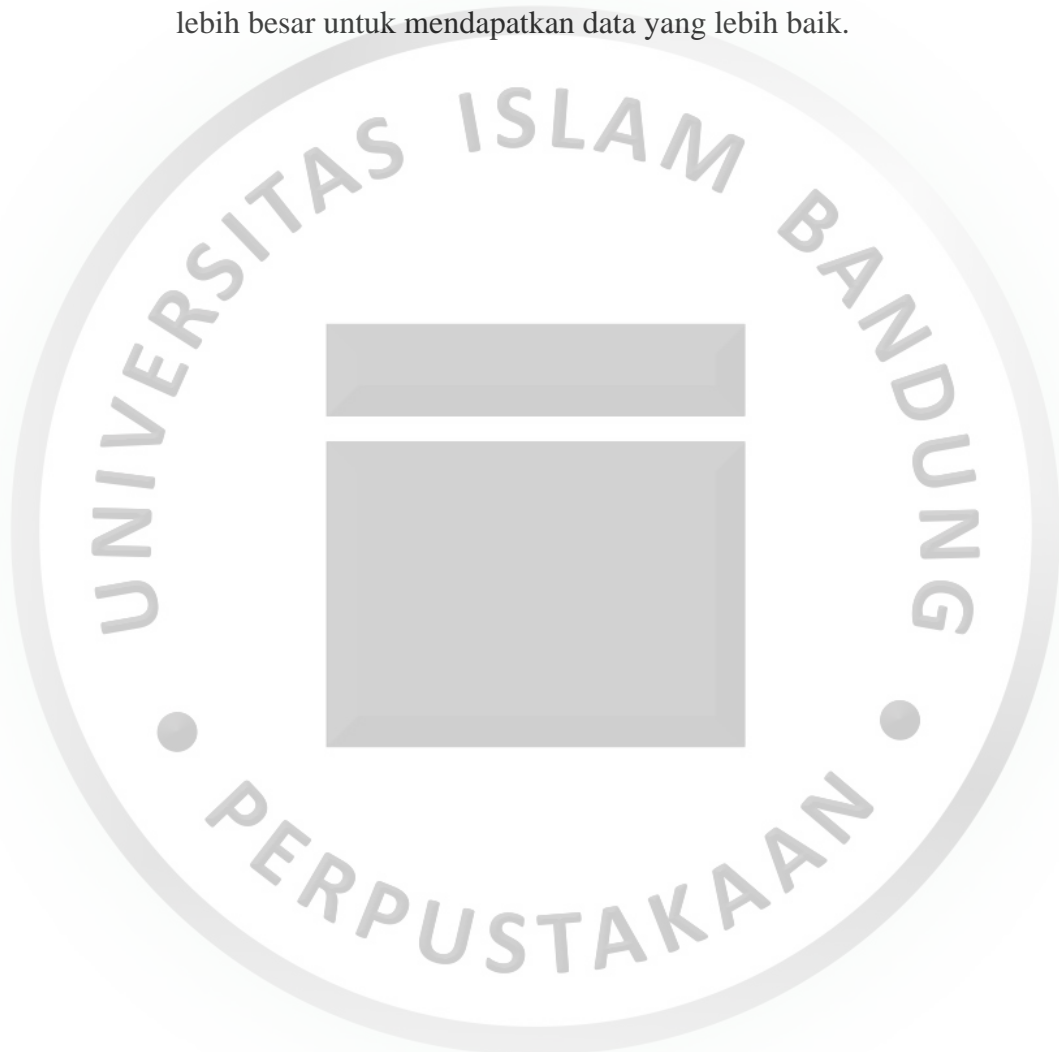 lebih besar untuk mendapatkan data yang lebih baik.
UNIVERSITAS ISLAM BANDUNG
PERPUSTAKAAN